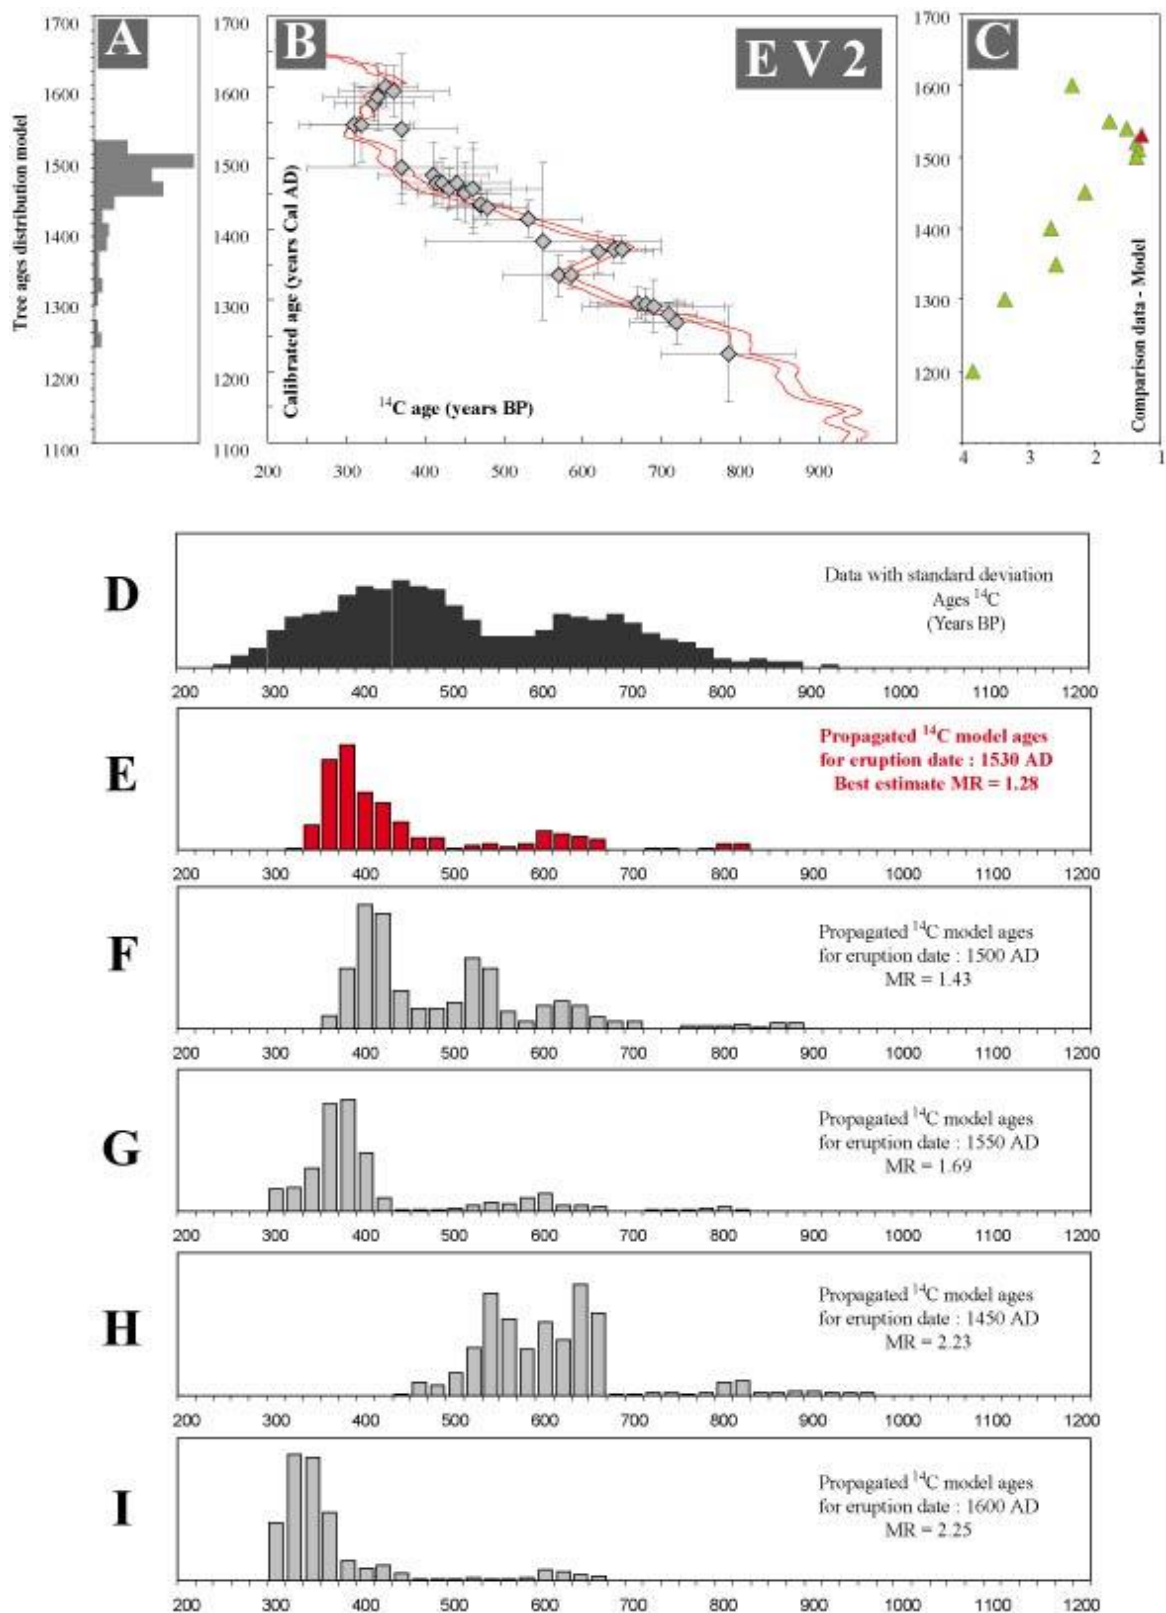 A
B
E V 2
C
Tree ages distribution model
1700
1600
1500
1400
1300
1200
1100
Calibrated age (years Cal AD)
1700
1600
1500
1400
1300
1200
1100
14C age (years BP)
200 300 400 500 600 700 800 900
1700
1600
1500
1400
1300
1200
4 3 2 1
Comparison data - Model
D
Data with standard deviation
Ages 14C
(Years BP)
200 300 400 500 600 700 800 900 1000 1100 1200
E
Propagated 14C model ages
for eruption date : 1530 AD
Best estimate MR = 1.28
200 300 400 500 600 700 800 900 1000 1100 1200
F
Propagated 14C model ages
for eruption date : 1500 AD
MR = 1.43
200 300 400 500 600 700 800 900 1000 1100 1200
G
Propagated 14C model ages
for eruption date : 1550 AD
MR = 1.69
200 300 400 500 600 700 800 900 1000 1100 1200
H
Propagated 14C model ages
for eruption date : 1450 AD
MR = 2.23
200 300 400 500 600 700 800 900 1000 1100 1200
I
Propagated 14C model ages
for eruption date : 1600 AD
MR = 2.25
200 300 400 500 600 700 800 900 1000 1100 1200